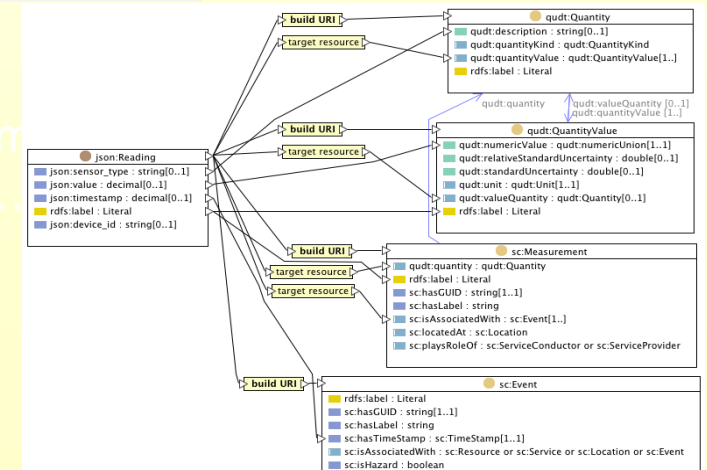 build URI
target resource
qudt:Quantity
qudt:description : string[0..1]
qudt:quantityKind : qudt:QuantityKind
qudt:quantityValue : qudt:QuantityValue[1..]
rdfs:label : Literal
qudt:quantity
qudt:valueQuantity [0..1]
qudt:quantityValue [1..]
build URI
target resource
qudt:QuantityValue
qudt:numericValue : qudt:numericUnion[1..1]
qudt:relativeStandardUncertainty : double[0..1]
qudt:standardUncertainty : double[0..1]
qudt:unit : qudt:Unit[1..1]
qudt:valueQuantity : qudt:Quantity[0..1]
rdfs:label : Literal
json:Reading
json:sensor_type : string[0..1]
json:value : decimal[0..1]
json:timestamp : decimal[0..1]
rdfs:label : Literal
json:device_id : string[0..1]
build URI
target resource
target resource
sc:Measurement
qudt:quantity : qudt:Quantity
rdfs:label : Literal
sc:hasGUID : string[1..1]
sc:hasLabel : string
sc:isAssociatedWith : sc:Event[1..]
sc:locatedAt : sc:Location
sc:playsRoleOf : sc:ServiceConductor or sc:ServiceProvider
build URI
sc:Event
rdfs:label : Literal
sc:hasGUID : string[1..1]
sc:hasLabel : string
sc:hasTimeStamp : sc:TimeStamp[1..1]
sc:isAssociatedWith : sc:Resource or sc:Service or sc:Location or sc:Event
sc:isHazard : boolean